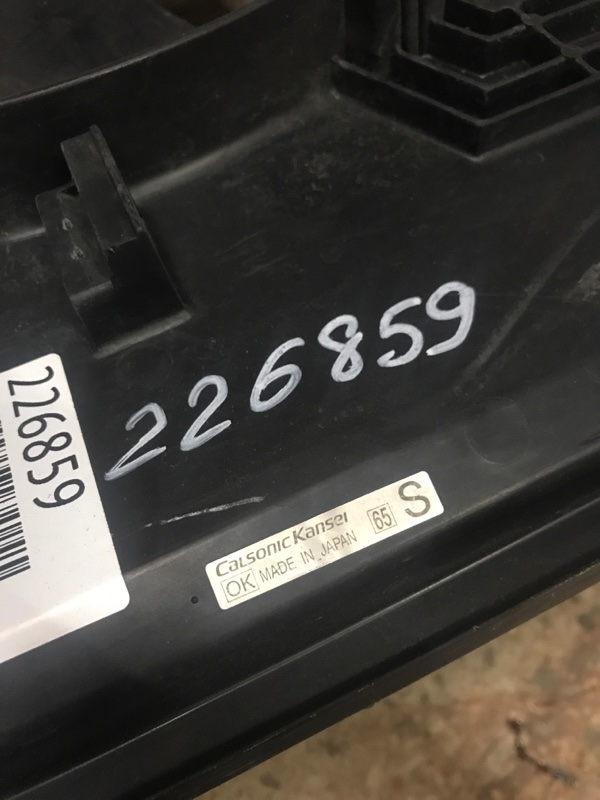 226859
226859
CalsonicKansei
OK MADE IN JAPAN 65 S